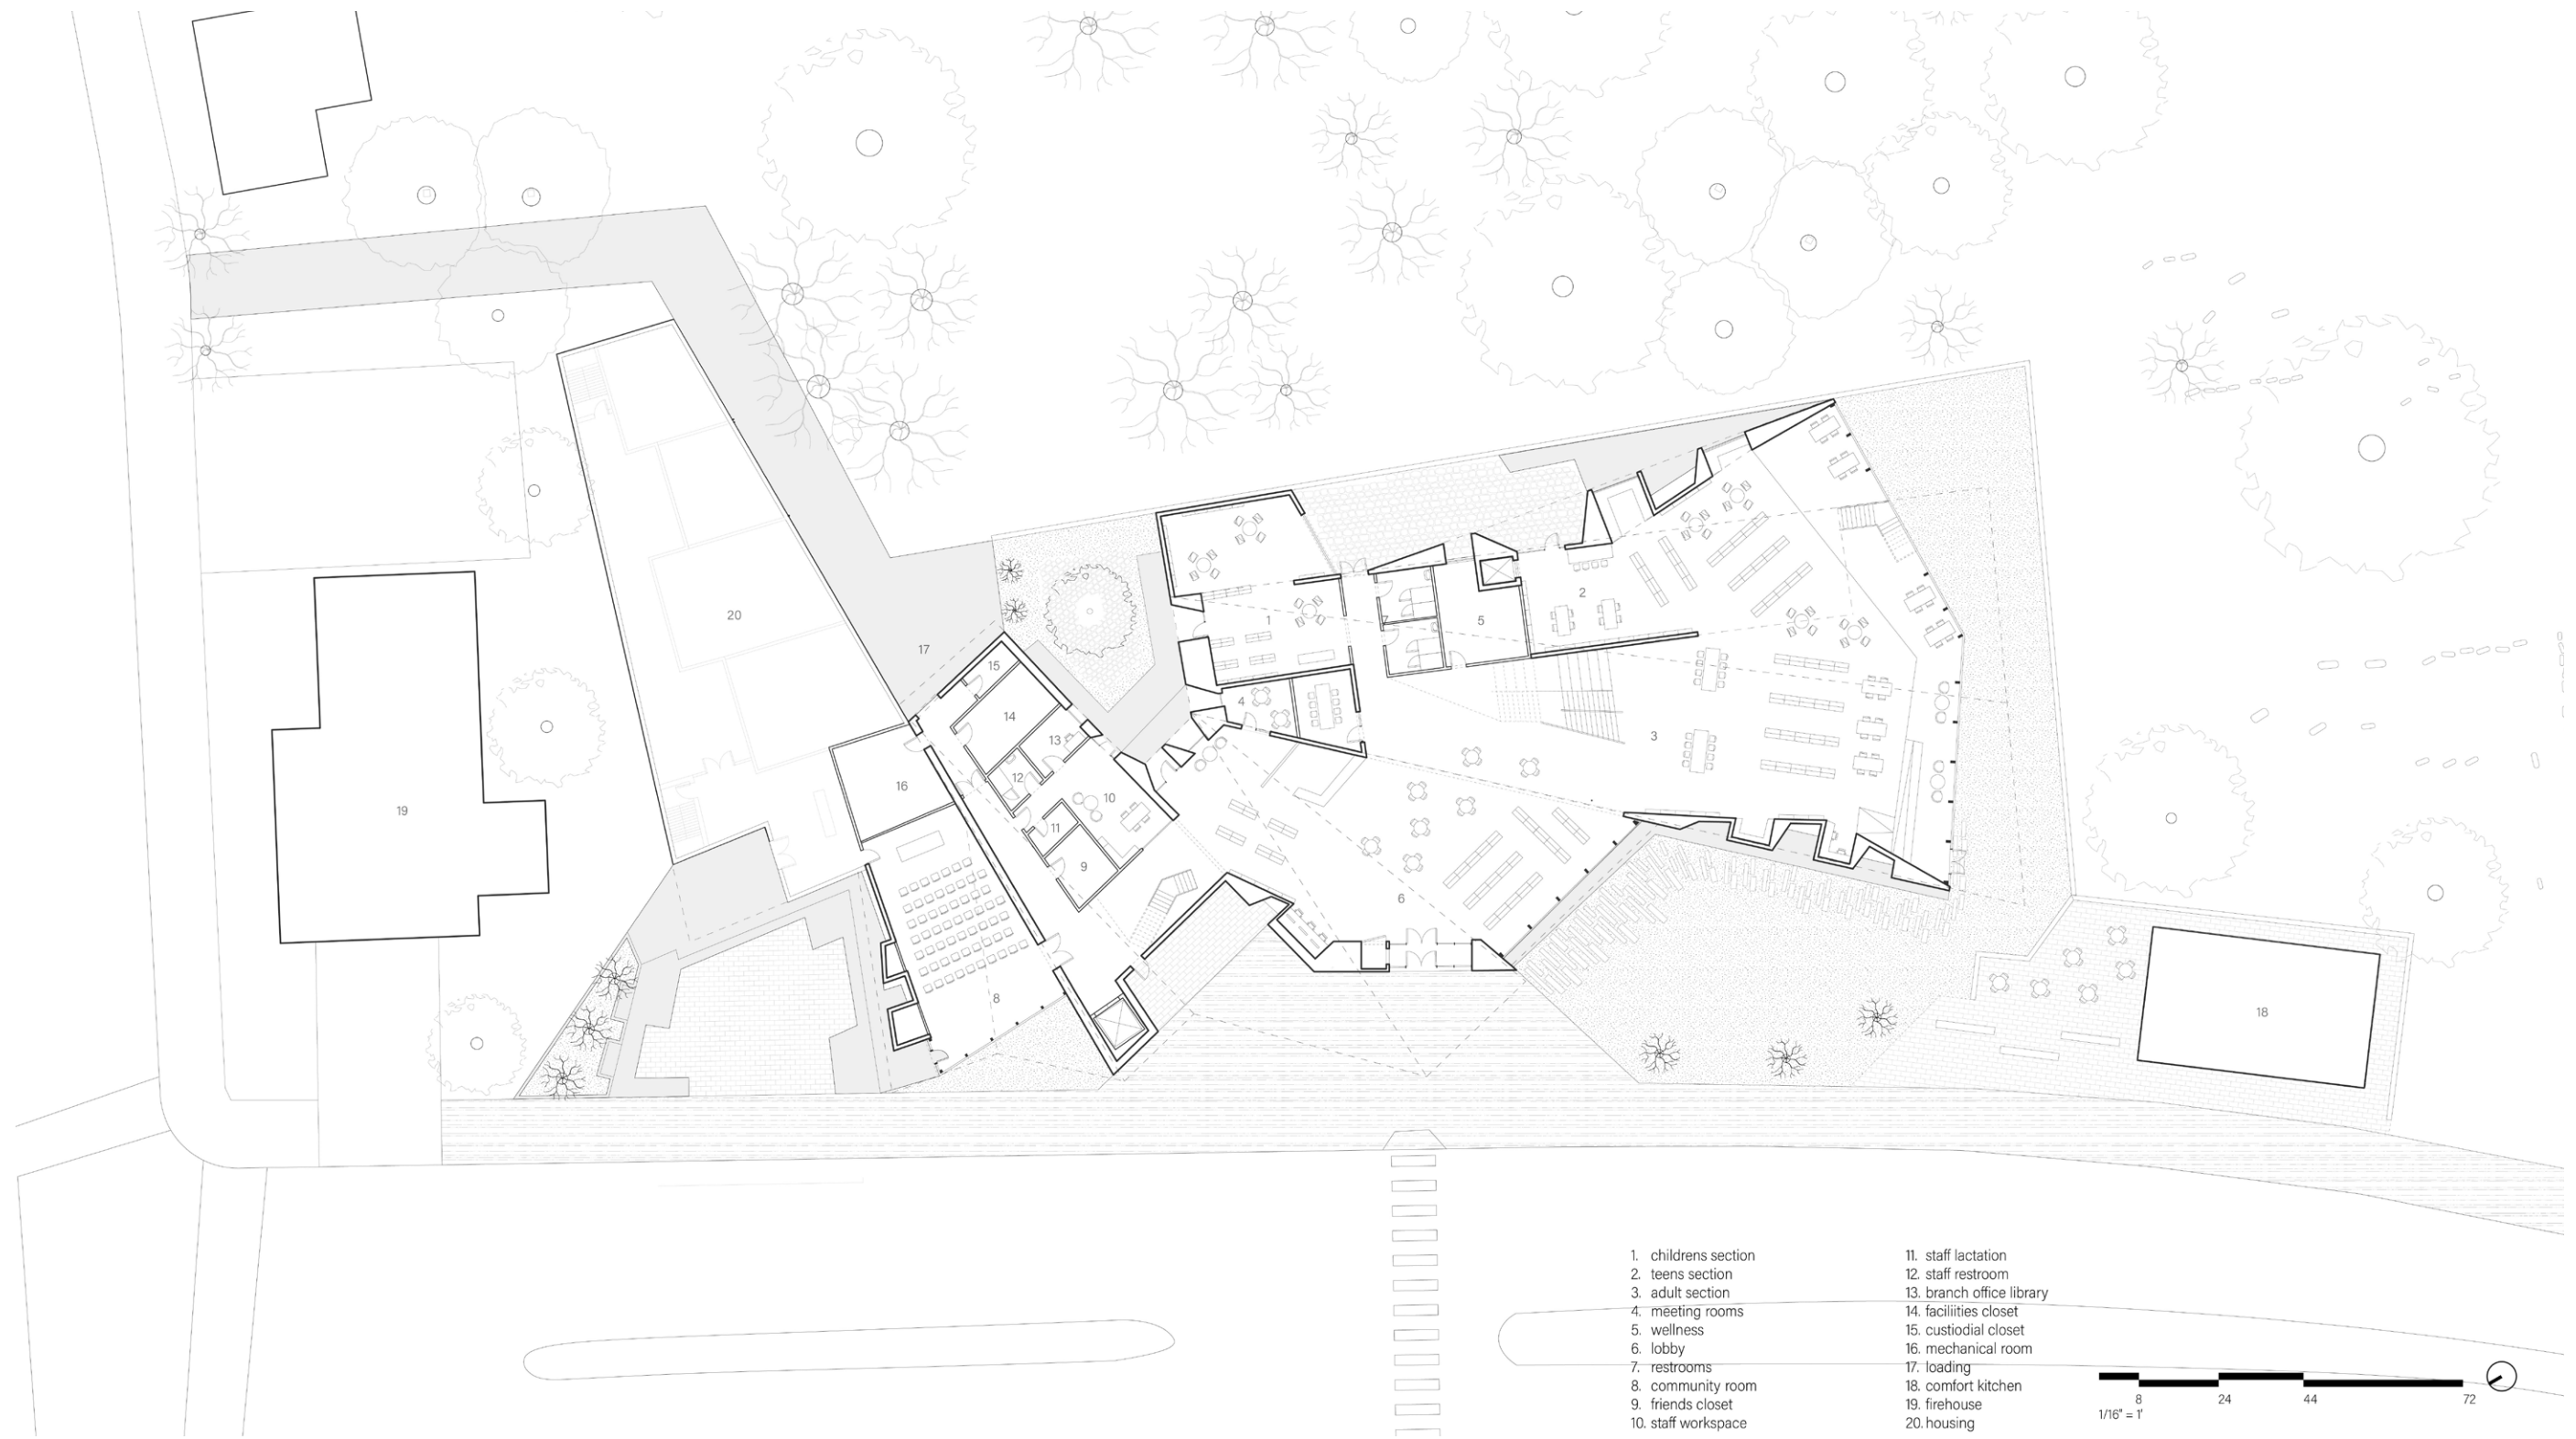 20
17
15
14
13
12
11
10
9
16
8
19
1
2
5
7
4
3
6
18
1. childrens section
2. teens section
3. adult section
4. meeting rooms
5. wellness
6. lobby
7. restrooms
8. community room
9. friends closet
10. staff workspace
11. staff lactation
12. staff restroom
13. branch office library
14. faciliities closet
15. custiodial closet
16. mechanical room
17. loading
18. comfort kitchen
19. firehouse
20. housing
8 24 44 72
1/16" = 1'